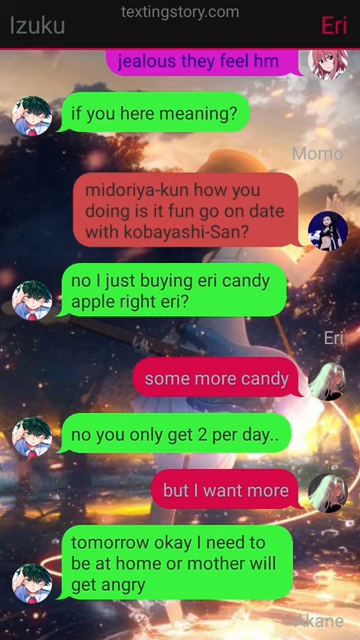 textingstory.com
Izuku
Eri
jealous they feel hm
if you here meaning?
Momo
midoriya-kun how you
doing is it fun go on date
with kobayashi-San?
no I just buying eri candy
apple right eri?
Eri
some more candy
no you only get 2 per day..
but I want more
tomorrow okay I need to
be at home or mother will
get angry
Akane